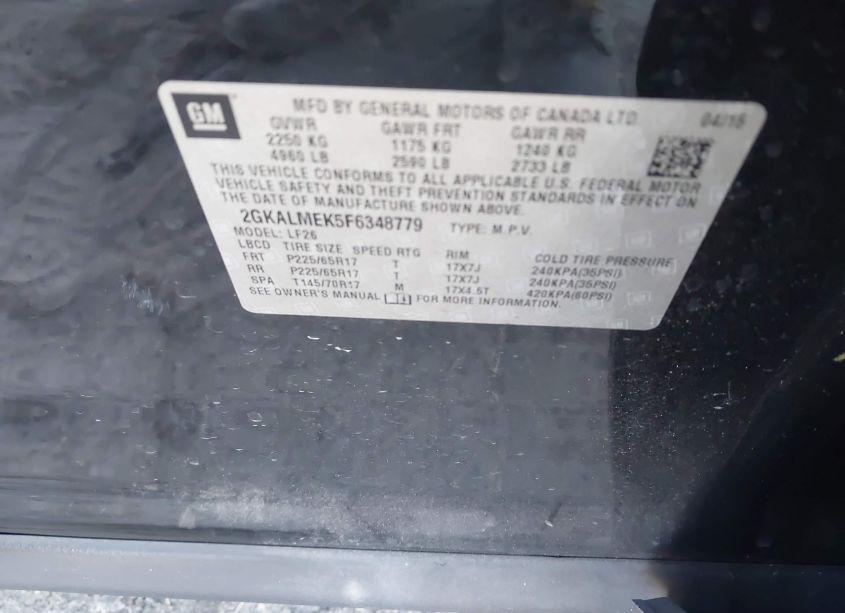 GM
MFD BY GENERAL MOTORS OF CANADA LTD 04/15
GVWR GAWR FRT GAWR RR
2250 KG 1175 KG 1240 KG
4960 LB 2590 LB 2733 LB
THIS VEHICLE CONFORMS TO ALL APPLICABLE U.S. FEDERAL MOTOR
VEHICLE SAFETY AND THEFT PREVENTION STANDARDS IN EFFECT ON
THE DATE OF MANUFACTURE SHOWN ABOVE.
2GKALMEK5F6348779 TYPE: M.P.V.
MODEL: LF26
LBCD TIRE SIZE SPEED RTG RIM COLD TIRE PRESSURE
FRT P225/65R17 T 17X7J 240KPA(35PSI)
RR P225/65R17 T 17X7J 240KPA(35PSI)
SPA T145/70R17 M 17X4.5T 420KPA(60PSI)
SEE OWNER'S MANUAL FOR MORE INFORMATION.